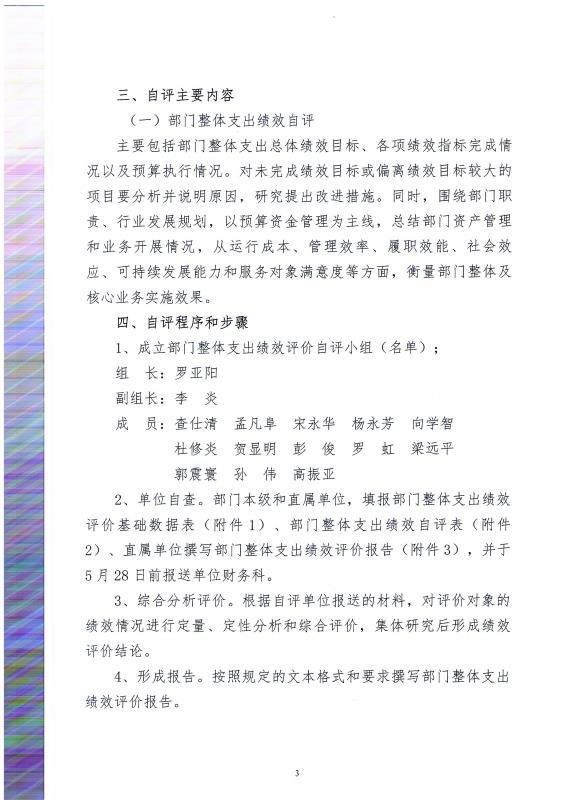 三、自评主要内容
（一）部门整体支出绩效自评
主要包括部门整体支出总体绩效目标、各项绩效指标完成情
况以及预算执行情况。对未完成绩效目标或偏离绩效目标较大的
项目要分析并说明原因，研究提出改进措施。同时，围绕部门职
责、行业发展规划，以预算资金管理为主线，总结部门资产管理
和业务开展情况，从运行成本、管理效率、履职效能、社会效
应、可持续发展能力和服务对象满意度等方面，衡量部门整体及
核心业务实施效果。
四、自评程序和步骤
1、成立部门整体支出绩效评价自评小组（名单）；
组　长：罗亚阳
副组长：李　炎
成　员：查仕清　孟凡阜　宋永华　杨永芳　向学智
杜修炎　贺显明　彭　俊　罗　虹　梁远平
郭震寰　孙　伟　高振亚
2、单位自查。部门本级和直属单位，填报部门整体支出绩效
评价基础数据表（附件1）、部门整体支出绩效自评表（附件
2）、直属单位撰写部门整体支出绩效评价报告（附件3），并于
5月28日前报送单位财务科。
3、综合分析评价。根据自评单位报送的材料，对评价对象的
绩效情况进行定量、定性分析和综合评价，集体研究后形成绩效
评价结论。
4、形成报告。按照规定的文本格式和要求撰写部门整体支出
绩效评价报告。
3